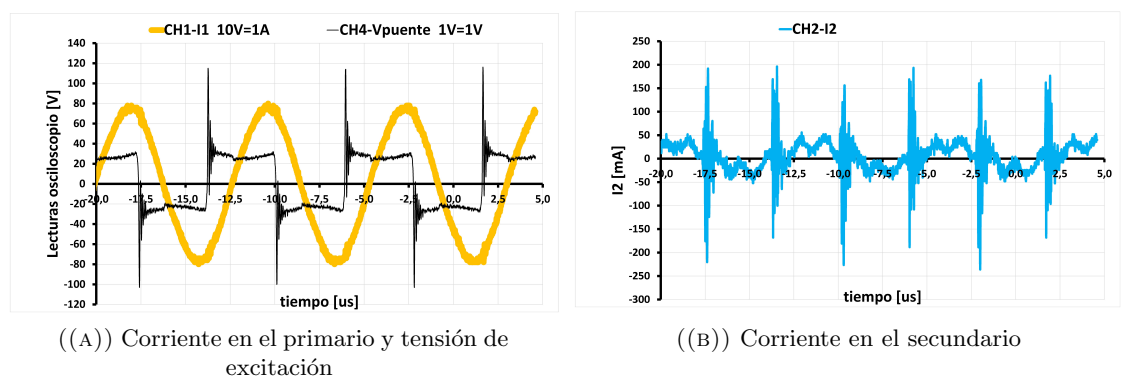 CH1-I1 10V=1A
CH4-Vpuente 1V=1V
Lecturas osciloscopio [V]
140
120
100
80
60
40
20
0
-20
-40
-60
-80
-100
-120
-20,0 -17,5 -15,0 -12,5 -10,0 -7,5 -5,0 -2,5 0,0 2,5 5,0
tiempo [us]
CH2-I2
I2 [mA]
250
200
150
100
50
0
-50
-100
-150
-200
-250
-300
-20,0 -17,5 -15,0 -12,5 -10,0 -7,5 -5,0 -2,5 0,0 2,5 5,0
tiempo [us]
((A)) Corriente en el primario y tensión de
excitación
((B)) Corriente en el secundario